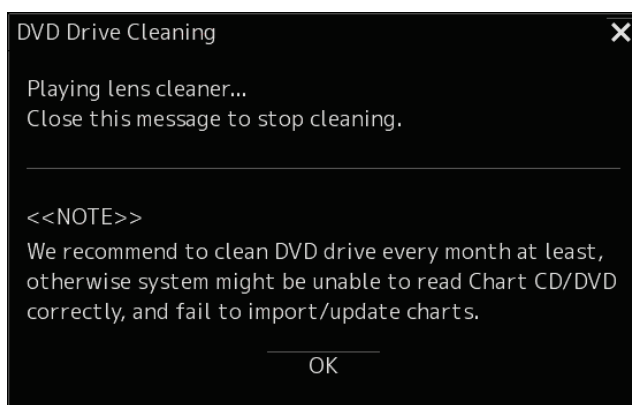 DVD Drive Cleaning
Playing lens cleaner...
Close this message to stop cleaning.
<<NOTE>>
We recommend to clean DVD drive every month at least,
otherwise system might be unable to read Chart CD/DVD
correctly, and fail to import/update charts.
OK